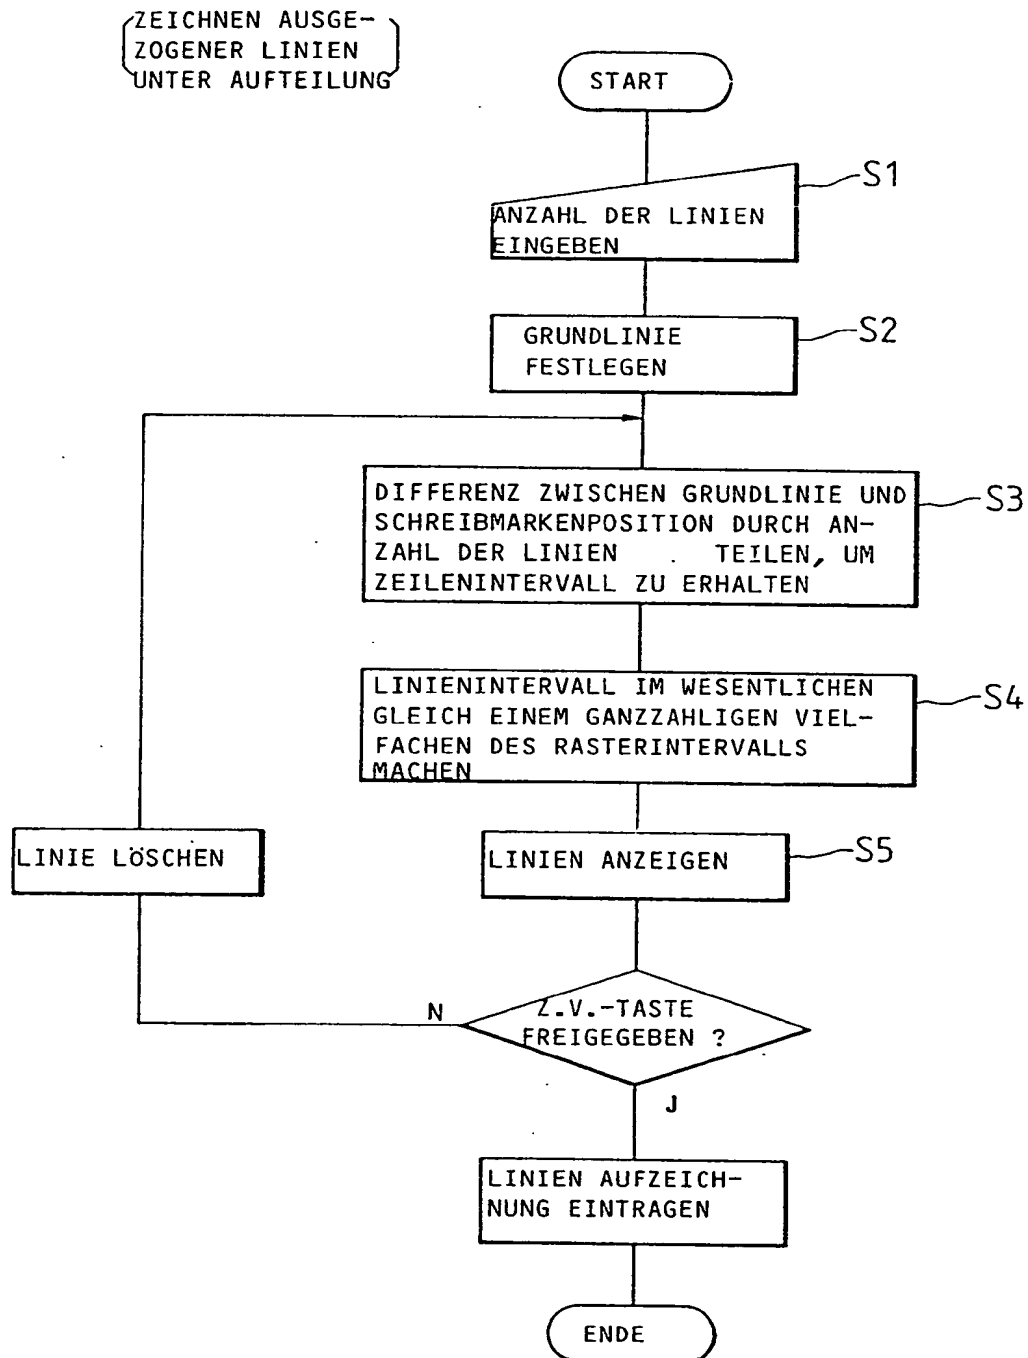 ZEICHNEN AUSGE-
ZOGENER LINIEN
UNTER AUFTEILUNG
START
S1
ANZAHL DER LINIEN
EINGEBEN
S2
GRUNDLINIE
FESTLEGEN
DIFFERENZ ZWISCHEN GRUNDLINIE UND
S3
SCHREIBMARKENPOSITION DURCH AN-
ZAHL DER LINIEN TEILEN, UM
ZEILENINTERVALL ZU ERHALTEN
LINIENINTERVALL IM WESENTLICHEN
S4
GLEICH EINEM GANZZAHLIGEN VIEL-
FACHEN DES RASTERINTERVALLS
MACHEN
LINIE LÖSCHEN
LINIEN ANZEIGEN
S5
N
Z.V.-TASTE
FREIGEGEBEN ?
J
LINIEN AUFZEICH-
NUNG EINTRAGEN
ENDE